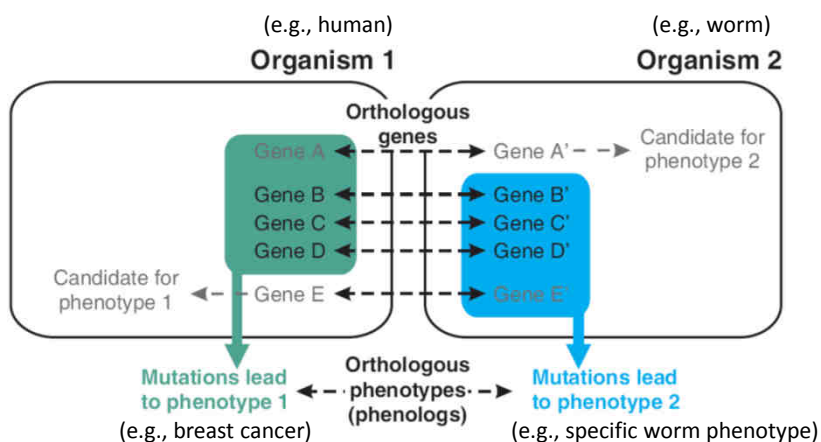 (e.g., human)
(e.g., worm)
Organism 1
Organism 2
Orthologous
genes
Gene A
Gene A’
Candidate for
phenotype 2
Gene B
Gene B’
Gene C
Gene C’
Gene D
Gene D’
Candidate for
phenotype 1
Gene E
Gene E’
Mutations lead
to phenotype 1
Orthologous
phenotypes
(phenologs)
Mutations lead
to phenotype 2
(e.g., breast cancer)
(e.g., specific worm phenotype)